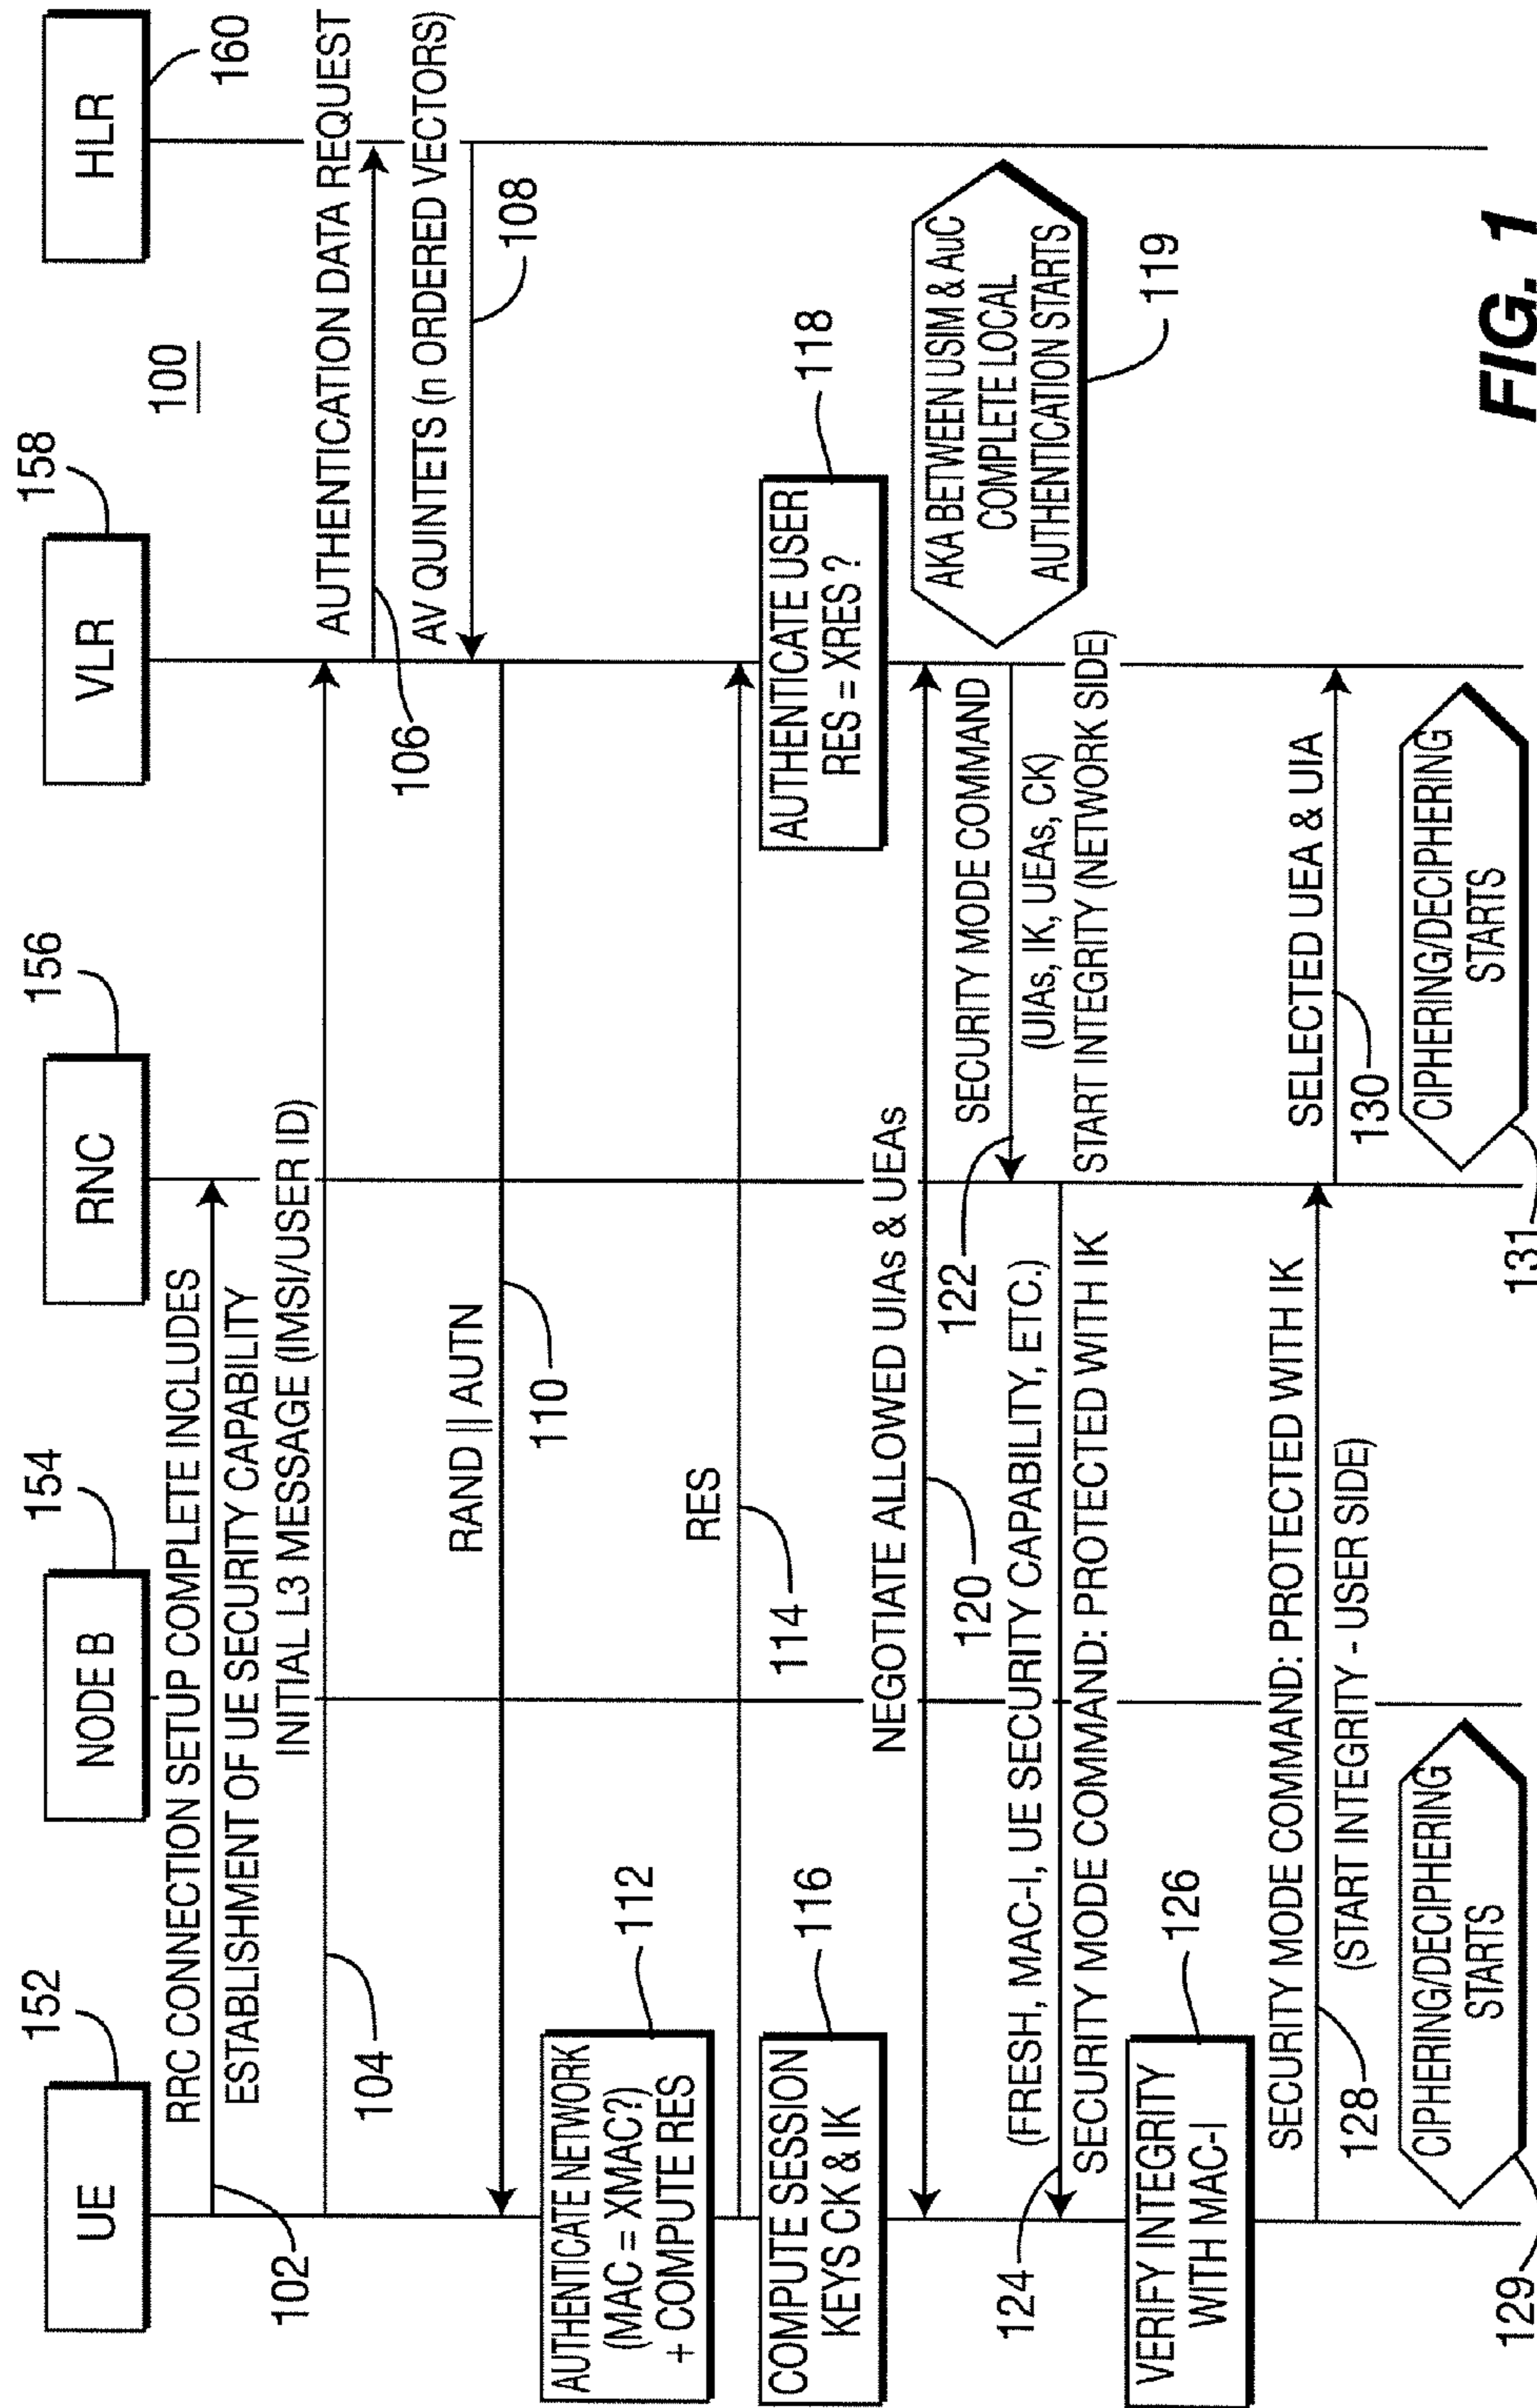 100
152
154
156
158
160
UE
NODE B
RNC
VLR
HLR
RRC CONNECTION SETUP COMPLETE INCLUDES
ESTABLISHMENT OF UE SECURITY CAPABILITY
102
INITIAL L3 MESSAGE (IMSI/USER ID)
104
AUTHENTICATION DATA REQUEST
106
AV QUINTETS (n ORDERED VECTORS)
108
RAND || AUTN
110
AUTHENTICATE NETWORK
(MAC = XMAC?)
+ COMPUTE RES
112
RES
114
COMPUTE SESSION
KEYS CK & IK
116
AUTHENTICATE USER
RES = XRES ?
118
AKA BETWEEN USIM & AuC
COMPLETE LOCAL
AUTHENTICATION STARTS
119
NEGOTIATE ALLOWED UIAs & UEAs
120
SECURITY MODE COMMAND
122
(UIAs, IK, UEAs, CK)
START INTEGRITY (NETWORK SIDE)
(FRESH, MAC-I, UE SECURITY CAPABILITY, ETC.)
124
SECURITY MODE COMMAND: PROTECTED WITH IK
VERIFY INTEGRITY
WITH MAC-I
126
SECURITY MODE COMMAND: PROTECTED WITH IK
128
(START INTEGRITY - USER SIDE)
SELECTED UEA & UIA
130
CIPHERING/DECIPHERING
STARTS
129
CIPHERING/DECIPHERING
STARTS
131
FIG. 1